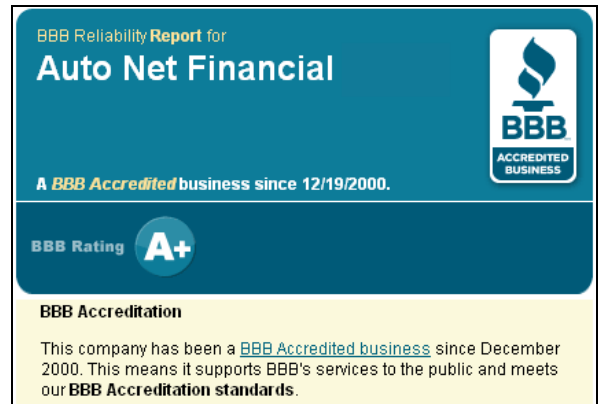 BBB Reliability Report for
Auto Net Financial
BBB.
ACCREDITED
BUSINESS
A BBB Accredited business since 12/19/2000.
BBB Rating A+
BBB Accreditation
This company has been a BBB Accredited business since December
2000. This means it supports BBB's services to the public and meets
our BBB Accreditation standards.